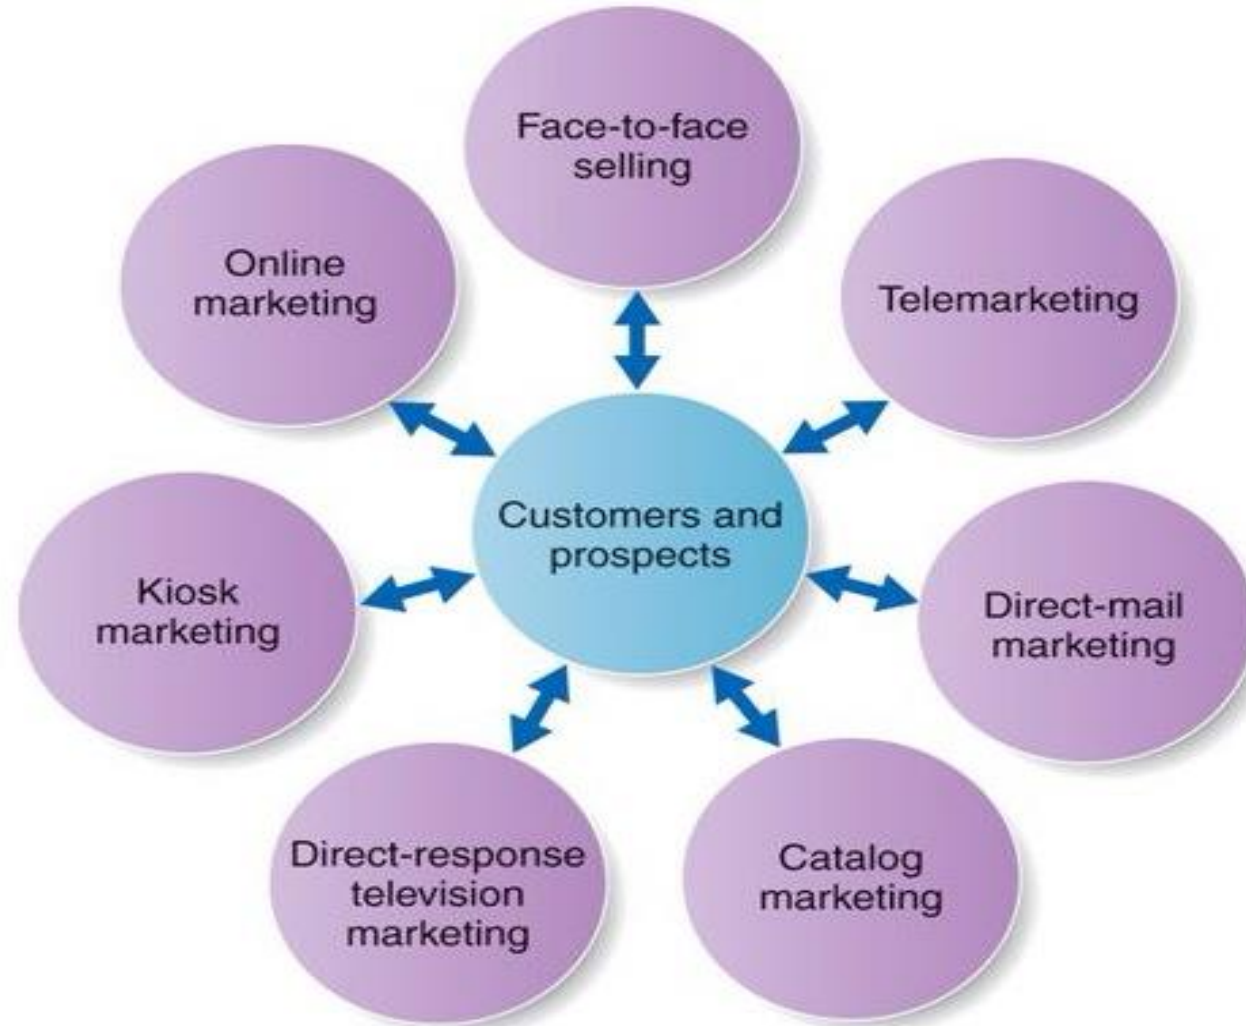 Face-to-face
selling
Online
marketing
Telemarketing
Customers and
prospects
Kiosk
marketing
Direct-mail
marketing
Direct-response
television
marketing
Catalog
marketing